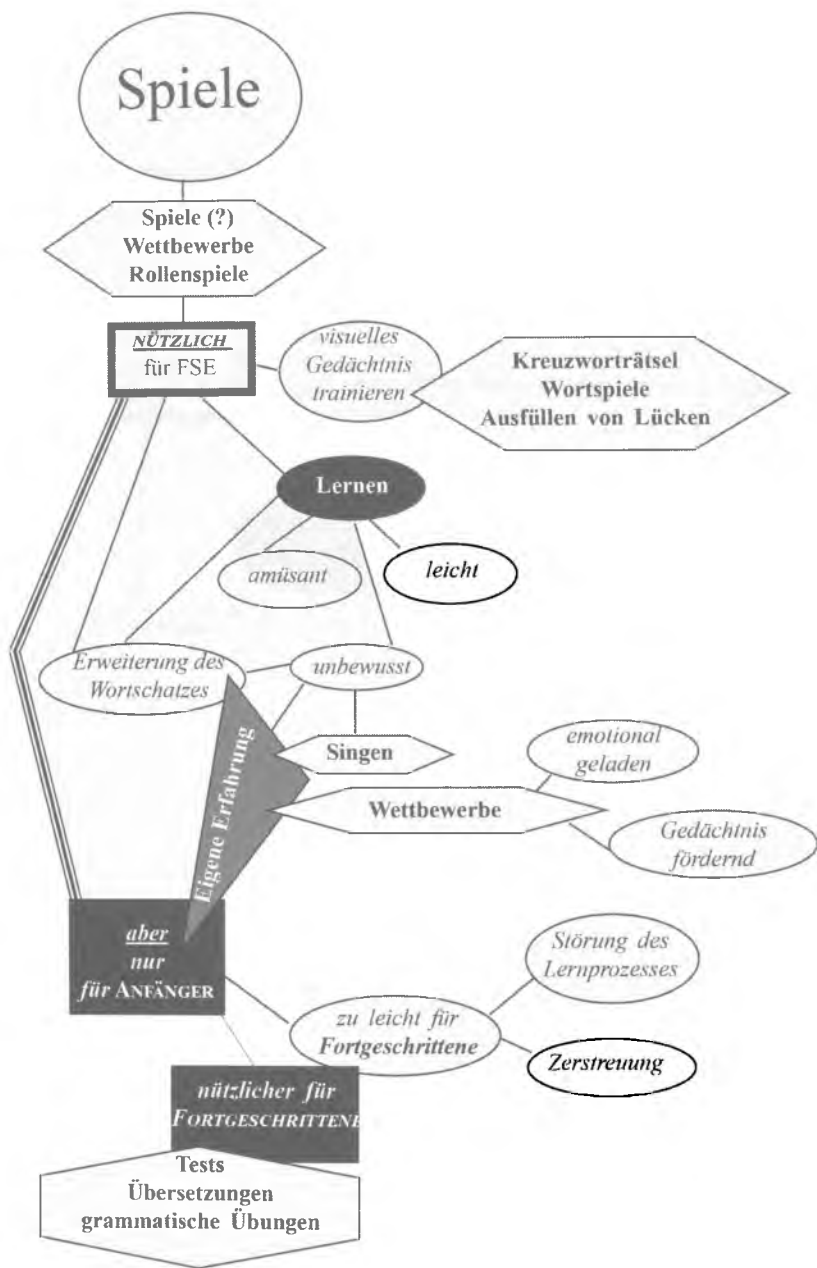 Spiele
Spiele (?)
Wettbewerbe
Rollenspiele
NÜTZLICH
für FSE
visuelles
Gedächtnis
trainieren
Kreuzworträtsel
Wortspiele
Ausfüllen von Lücken
Lernen
amüsant
leicht
Erweiterung des
Wortschatzes
unbewusst
Eigene Erfahrung
Singen
Wettbewerbe
emotional
geladen
Gedächtnis
fördernd
aber
nur
für ANFÄNGER
Störung des
Lernprozesses
zu leicht für
Fortgeschrittene
Zerstreuung
nützlicher für
FORTGESCHRITTENE
Tests
Übersetzungen
grammatische Übungen